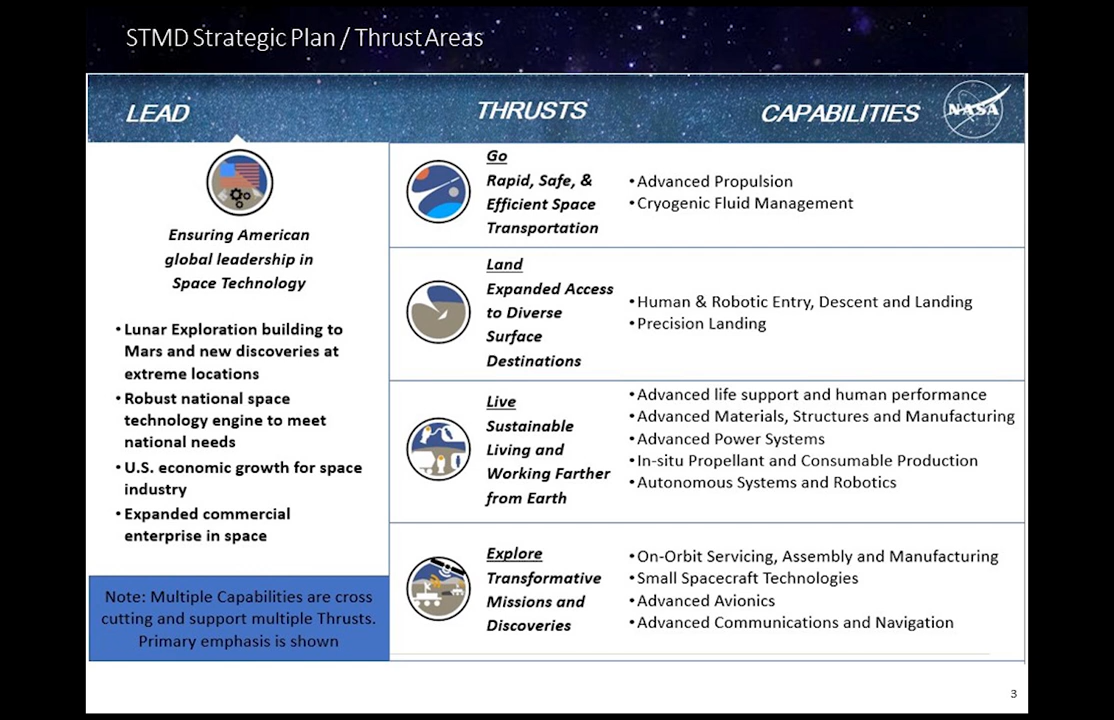 STMD Strategic Plan / Thrust Areas
LEAD
THRUSTS
CAPABILITIES
NASA
Ensuring American
global leadership in
Space Technology
• Lunar Exploration building to
Mars and new discoveries at
extreme locations
• Robust national space
technology engine to meet
national needs
• U.S. economic growth for space
industry
• Expanded commercial
enterprise in space
Note: Multiple Capabilities are cross
cutting and support multiple Thrusts.
Primary emphasis is shown
Go
Rapid, Safe, &
Efficient Space
Transportation
• Advanced Propulsion
• Cryogenic Fluid Management
Land
Expanded Access
to Diverse
Surface
Destinations
• Human & Robotic Entry, Descent and Landing
• Precision Landing
Live
Sustainable
Living and
Working Farther
from Earth
• Advanced life support and human performance
• Advanced Materials, Structures and Manufacturing
• Advanced Power Systems
• In-situ Propellant and Consumable Production
• Autonomous Systems and Robotics
Explore
Transformative
Missions and
Discoveries
• On-Orbit Servicing, Assembly and Manufacturing
• Small Spacecraft Technologies
• Advanced Avionics
• Advanced Communications and Navigation
3